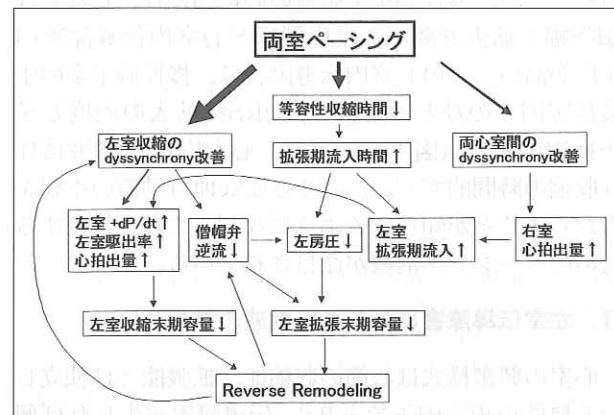 両室ペーシング
等容性収縮時間↓
左室収縮の
dyssynchrony改善
拡張期流入時間↑
両心室間の
dyssynchrony改善
左室 +dP/dt↑
左室駆出率↑
心拍出量↑
僧帽弁
逆流↓
左房圧↓
左室
拡張期流入↑
右室
心拍出量↑
左室収縮末期容量↓
左室拡張末期容量↓
Reverse Remodeling